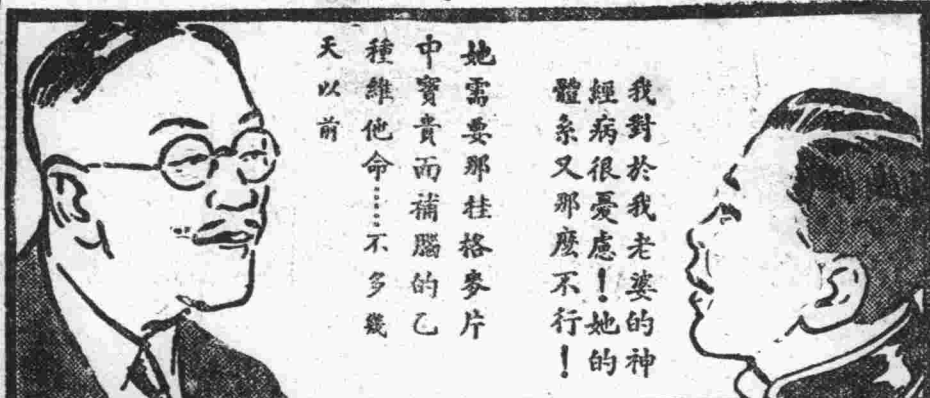 我對於我老婆的神
經病很憂慮！她的
體系又那麽不行！
她需要那桂格麥片
中寶貴而補腦的乙
種維他命……不多幾
天以前